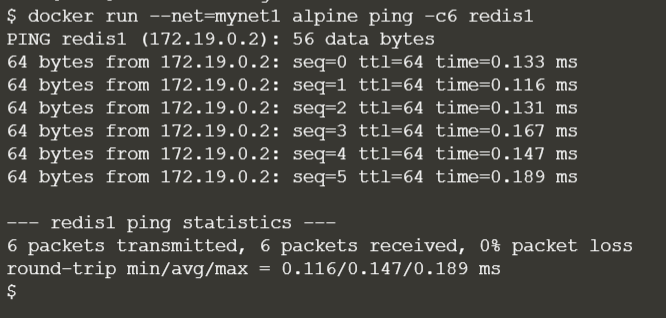 $ docker run --net=mynet1 alpine ping -c6 redis1
PING redis1 (172.19.0.2): 56 data bytes
64 bytes from 172.19.0.2: seq=0 ttl=64 time=0.133 ms
64 bytes from 172.19.0.2: seq=1 ttl=64 time=0.116 ms
64 bytes from 172.19.0.2: seq=2 ttl=64 time=0.131 ms
64 bytes from 172.19.0.2: seq=3 ttl=64 time=0.167 ms
64 bytes from 172.19.0.2: seq=4 ttl=64 time=0.147 ms
64 bytes from 172.19.0.2: seq=5 ttl=64 time=0.189 ms

--- redis1 ping statistics ---
6 packets transmitted, 6 packets received, 0% packet loss
round-trip min/avg/max = 0.116/0.147/0.189 ms
$